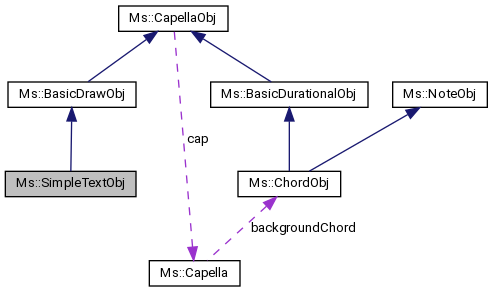 Ms::CapellaObj
Ms::BasicDrawObj
Ms::BasicDurationalObj
Ms::NoteObj
cap
Ms::SimpleTextObj
Ms::ChordObj
backgroundChord
Ms::Capella